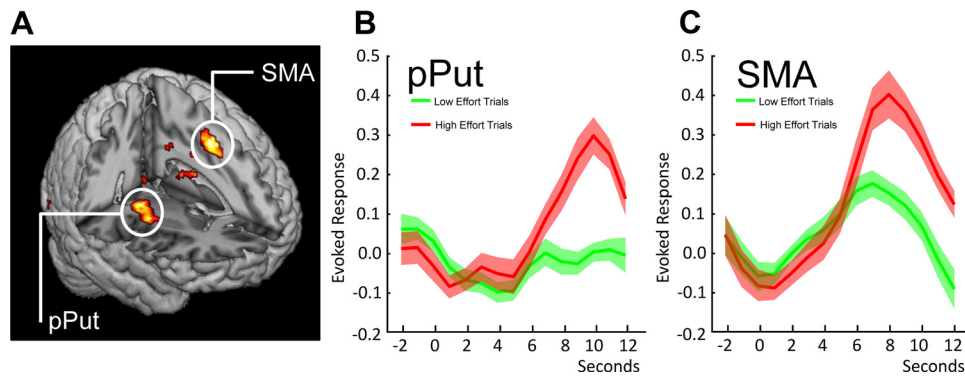 A
SMA
pPut
B
pPut
Low Effort Trials
High Effort Trials
Evoked Response
0.5
0.4
0.3
0.2
0.1
0.0
-0.1
-0.2
-2 0 2 4 6 8 10 12
Seconds
C
SMA
Low Effort Trials
High Effort Trials
Evoked Response
0.5
0.4
0.3
0.2
0.1
0.0
-0.1
-0.2
-2 0 2 4 6 8 10 12
Seconds